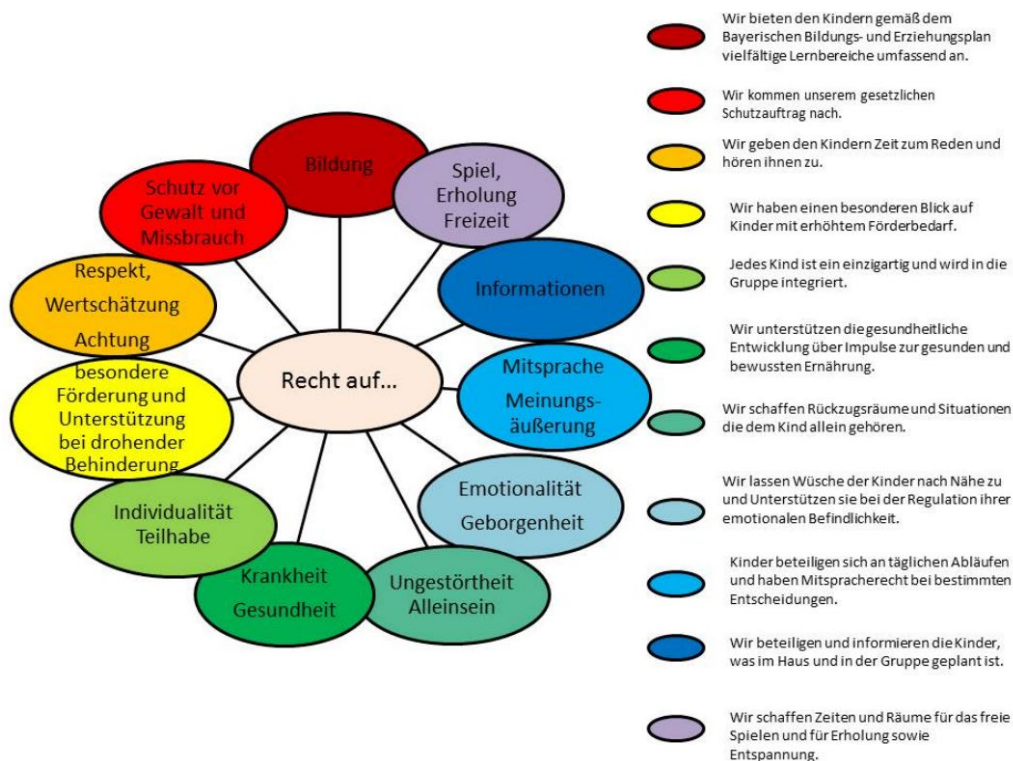 Bildung
Spiel,
Erholung
Freizeit
Informationen
Mitsprache
Meinungs-
äußerung
Emotionalität
Geborgenheit
Ungestörtheit
Alleinsein
Krankheit
Gesundheit
Individualität
Teilhabe
besondere
Förderung und
Unterstützung
bei drohender
Behinderung
Respekt,
Wertschätzung
Achtung
Schutz vor
Gewalt und
Missbrauch
Recht auf...
Wir bieten den Kindern gemäß dem
Bayerischen Bildungs- und Erziehungsplan
vielfältige Lernbereiche umfassend an.
Wir kommen unserem gesetzlichen
Schutzauftrag nach.
Wir geben den Kindern Zeit zum Reden und
hören ihnen zu.
Wir haben einen besonderen Blick auf
Kinder mit erhöhtem Förderbedarf.
Jedes Kind ist ein einzigartig und wird in die
Gruppe integriert.
Wir unterstützen die gesundheitliche
Entwicklung über Impulse zur gesunden und
bewussten Ernährung.
Wir schaffen Rückzugsräume und Situationen
die dem Kind allein gehören.
Wir lassen Wüsche der Kinder nach Nähe zu
und Unterstützen sie bei der Regulation ihrer
emotionalen Befindlichkeit.
Kinder beteiligen sich an täglichen Abläufen
und haben Mitspracherecht bei bestimmten
Entscheidungen.
Wir beteiligen und informieren die Kinder,
was im Haus und in der Gruppe geplant ist.
Wir schaffen Zeiten und Räume für das freie
Spielen und für Erholung sowie
Entspannung.